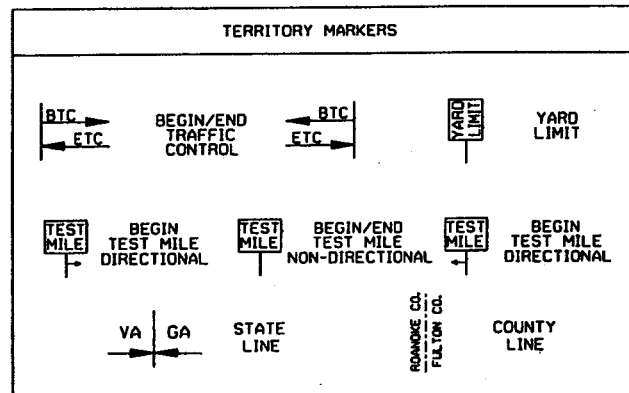 TERRITORY MARKERS
BTC
ETC
BEGIN/END
TRAFFIC
CONTROL
BTC
ETC
YARD
LIMIT
YARD
LIMIT
TEST
MILE
BEGIN
TEST MILE
DIRECTIONAL
TEST
MILE
BEGIN/END
TEST MILE
NON-DIRECTIONAL
TEST
MILE
BEGIN
TEST MILE
DIRECTIONAL
VA GA
STATE
LINE
ROANOKE CO.
FULTON CO.
COUNTY
LINE